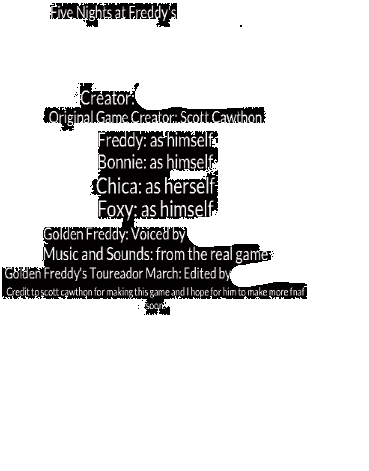 Five Nights at Freddy's
Creator:
Original Game Creator: Scott Cawthon
Freddy: as himself
Bonnie: as himself
Chica: as herself
Foxy: as himself
Golden Freddy: Voiced by
Music and Sounds: from the real game
Golden Freddy's Toureador March: Edited by
Credit to scott cawthon for making this game and I hope for him to make more fnaf
soon